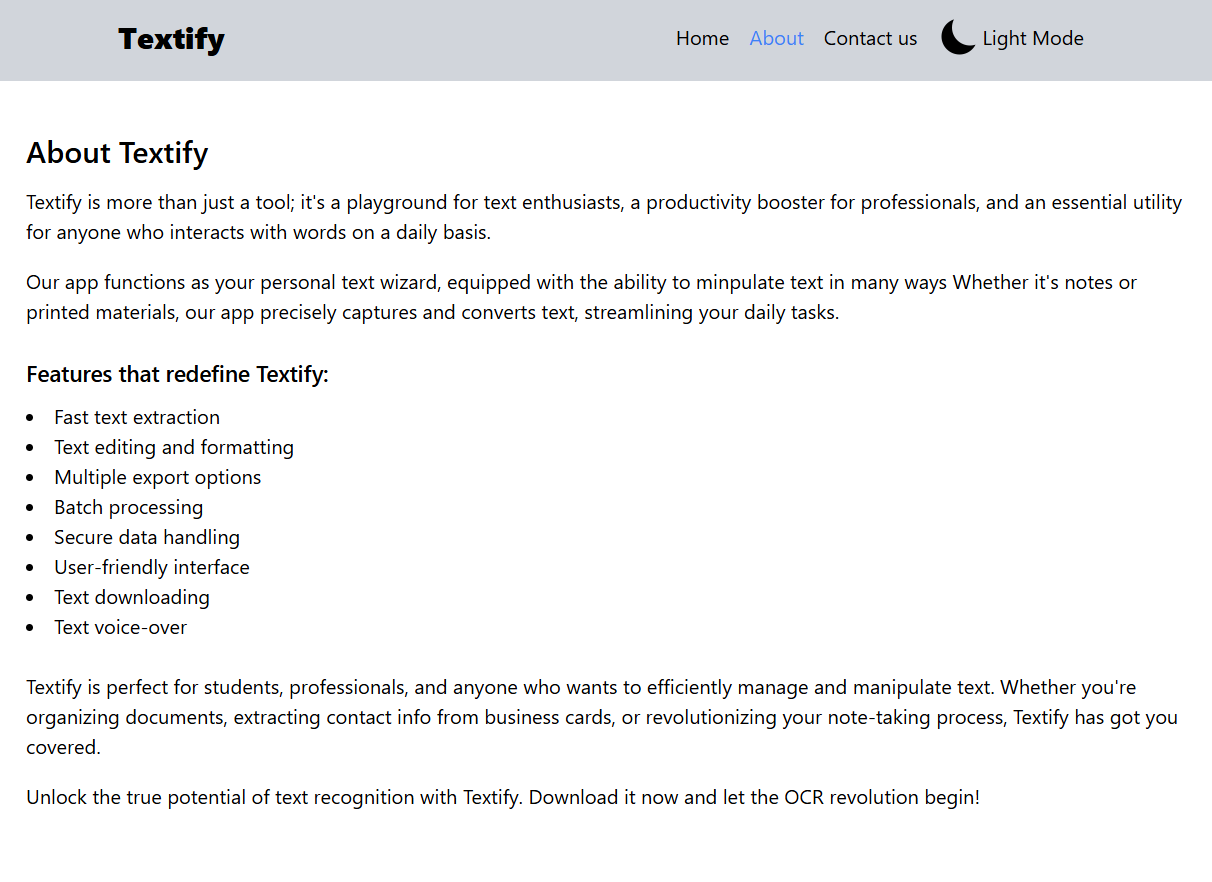 Textify
Home
About
Contact us
Light Mode
About Textify
Textify is more than just a tool; it's a playground for text enthusiasts, a productivity booster for professionals, and an essential utility
for anyone who interacts with words on a daily basis.
Our app functions as your personal text wizard, equipped with the ability to minpulate text in many ways Whether it's notes or
printed materials, our app precisely captures and converts text, streamlining your daily tasks.
Features that redefine Textify:
Fast text extraction
Text editing and formatting
Multiple export options
Batch processing
Secure data handling
User-friendly interface
Text downloading
Text voice-over
Textify is perfect for students, professionals, and anyone who wants to efficiently manage and manipulate text. Whether you're
organizing documents, extracting contact info from business cards, or revolutionizing your note-taking process, Textify has got you
covered.
Unlock the true potential of text recognition with Textify. Download it now and let the OCR revolution begin!